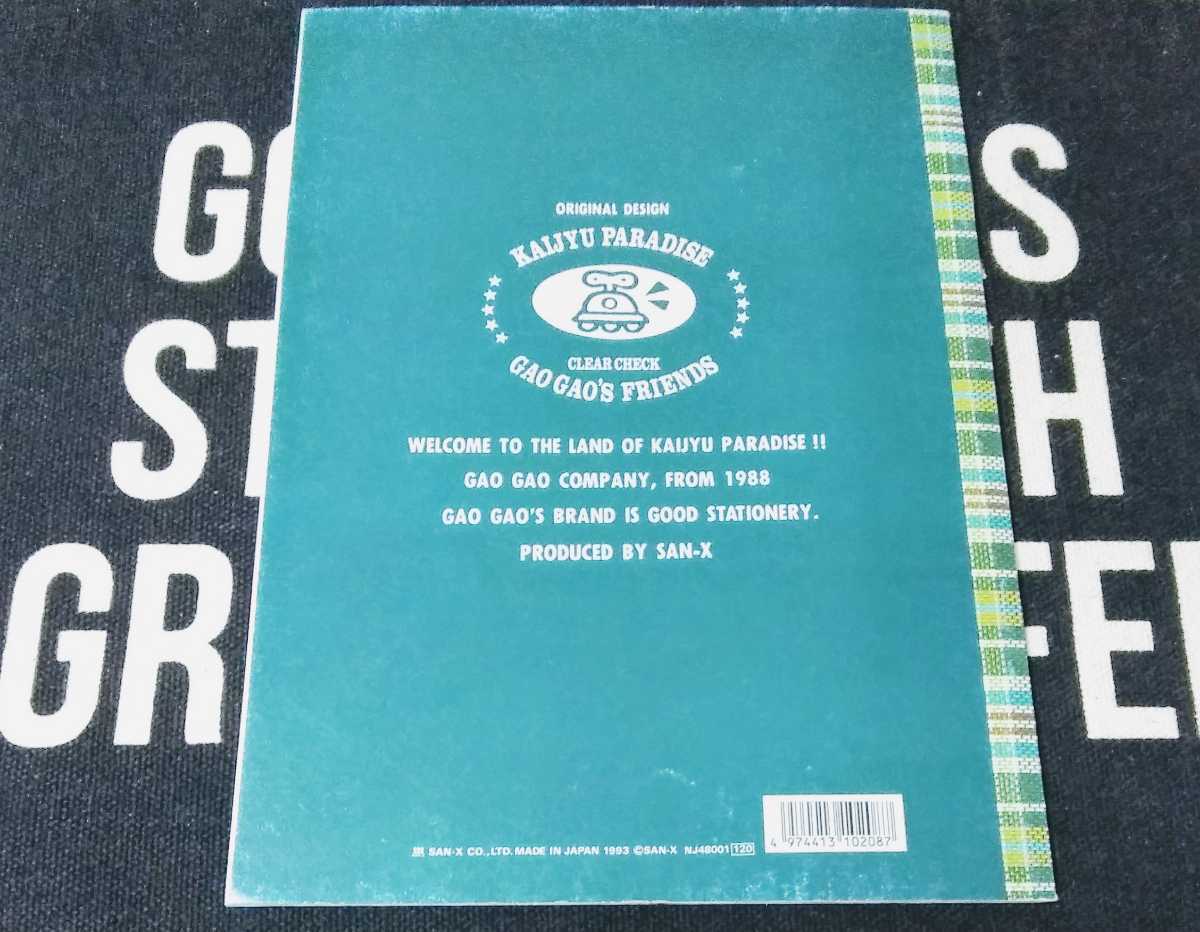 ORIGINAL DESIGN
KAIJYU PARADISE
CLEAR CHECK
GAO GAO'S FRIENDS
WELCOME TO THE LAND OF KAIJYU PARADISE !!
GAO GAO COMPANY, FROM 1988
GAO GAO'S BRAND IS GOOD STATIONERY.
PRODUCED BY SAN-X
SAN-X CO., LTD. MADE IN JAPAN 1993 ©SAN-X NJ48001 120
4 974413 102087